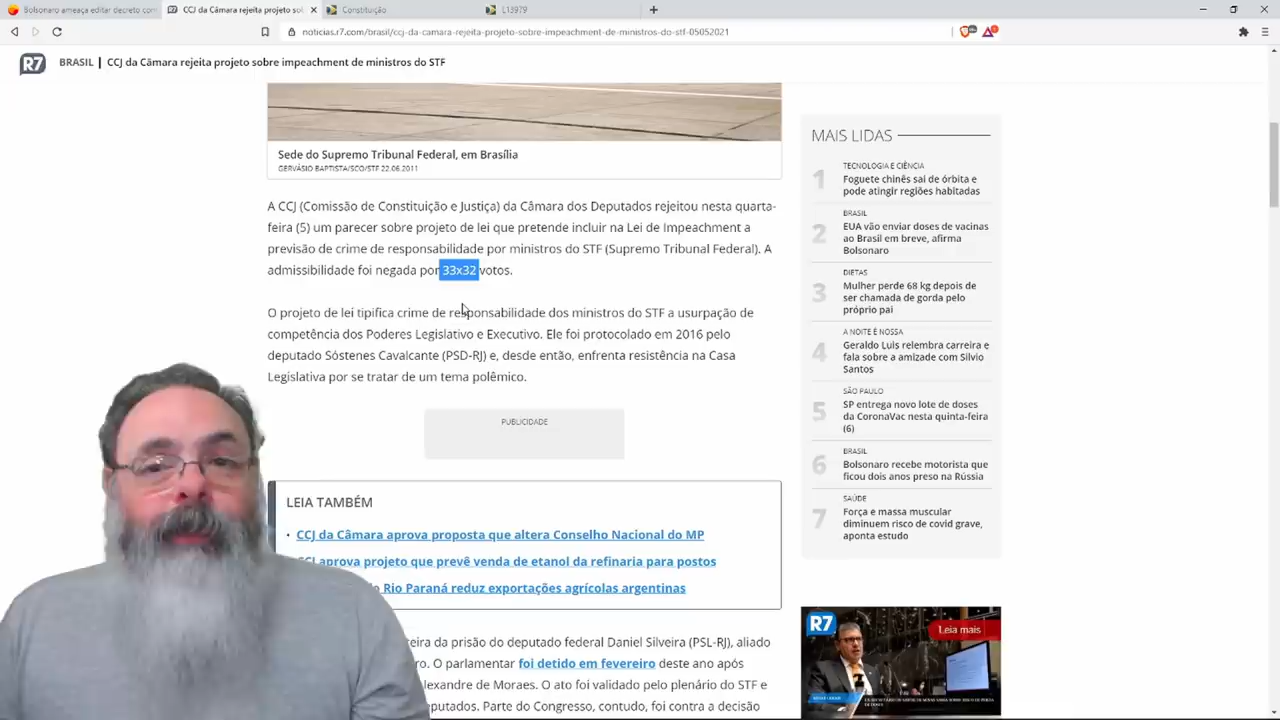 Bolsonaro ameaça editar decreto com
CCJ da Câmara rejeita projeto sob
Constituição
L13979
noticias.r7.com/brasil/ccj-da-camara-rejeita-projeto-sobre-impeachment-de-ministros-do-stf-05052021
R7
BRASIL | CCJ da Câmara rejeita projeto sobre impeachment de ministros do STF
Sede do Supremo Tribunal Federal, em Brasília
GERVÁSIO BAPTISTA/SCO/STF 22.06.2011
A CCJ (Comissão de Constituição e Justiça) da Câmara dos Deputados rejeitou nesta quarta-
feira (5) um parecer sobre projeto de lei que pretende incluir na Lei de Impeachment a
previsão de crime de responsabilidade por ministros do STF (Supremo Tribunal Federal). A
admissibilidade foi negada por 33x32 votos.
O projeto de lei tipifica crime de responsabilidade dos ministros do STF a usurpação de
competência dos Poderes Legislativo e Executivo. Ele foi protocolado em 2016 pelo
deputado Sóstenes Cavalcante (PSD-RJ) e, desde então, enfrenta resistência na Casa
Legislativa por se tratar de um tema polêmico.
PUBLICIDADE
LEIA TAMBÉM
CCJ da Câmara aprova proposta que altera Conselho Nacional do MP
CJ aprova projeto que prevê venda de etanol da refinaria para postos
o Rio Paraná reduz exportações agrícolas argentinas
teira da prisão do deputado federal Daniel Silveira (PSL-RJ), aliado
ro. O parlamentar foi detido em fevereiro deste ano após
lexandre de Moraes. O ato foi validado pelo plenário do STF e
putados. Parte do Congresso, contudo, foi contra a decisão
MAIS LIDAS
1
TECNOLOGIA E CIÊNCIA
Foguete chinês sai de órbita e
pode atingir regiões habitadas
2
BRASIL
EUA vão enviar doses de vacinas
ao Brasil em breve, afirma
Bolsonaro
3
DIETAS
Mulher perde 68 kg depois de
ser chamada de gorda pelo
próprio pai
4
A NOITE É NOSSA
Geraldo Luis relembra carreira e
fala sobre a amizade com Silvio
Santos
5
SÃO PAULO
SP entrega novo lote de doses
da CoronaVac nesta quinta-feira
(6)
6
BRASIL
Bolsonaro recebe motorista que
ficou dois anos preso na Rússia
7
SAÚDE
Força e massa muscular
diminuem risco de covid grave,
aponta estudo
R7
Leia mais